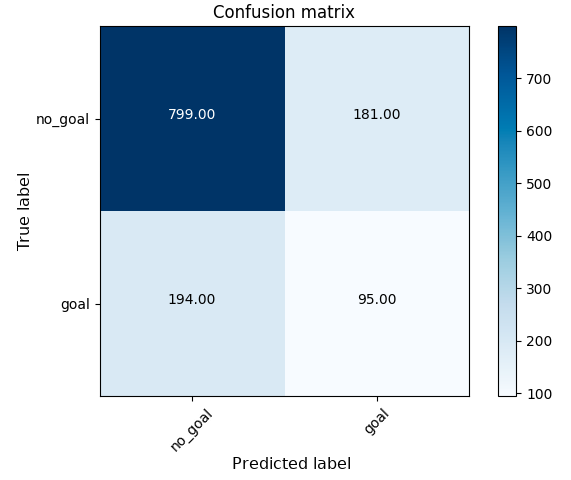 Confusion matrix
True label
no_goal
799.00
181.00
goal
194.00
95.00
no_goal
goal
Predicted label
700
600
500
400
300
200
100